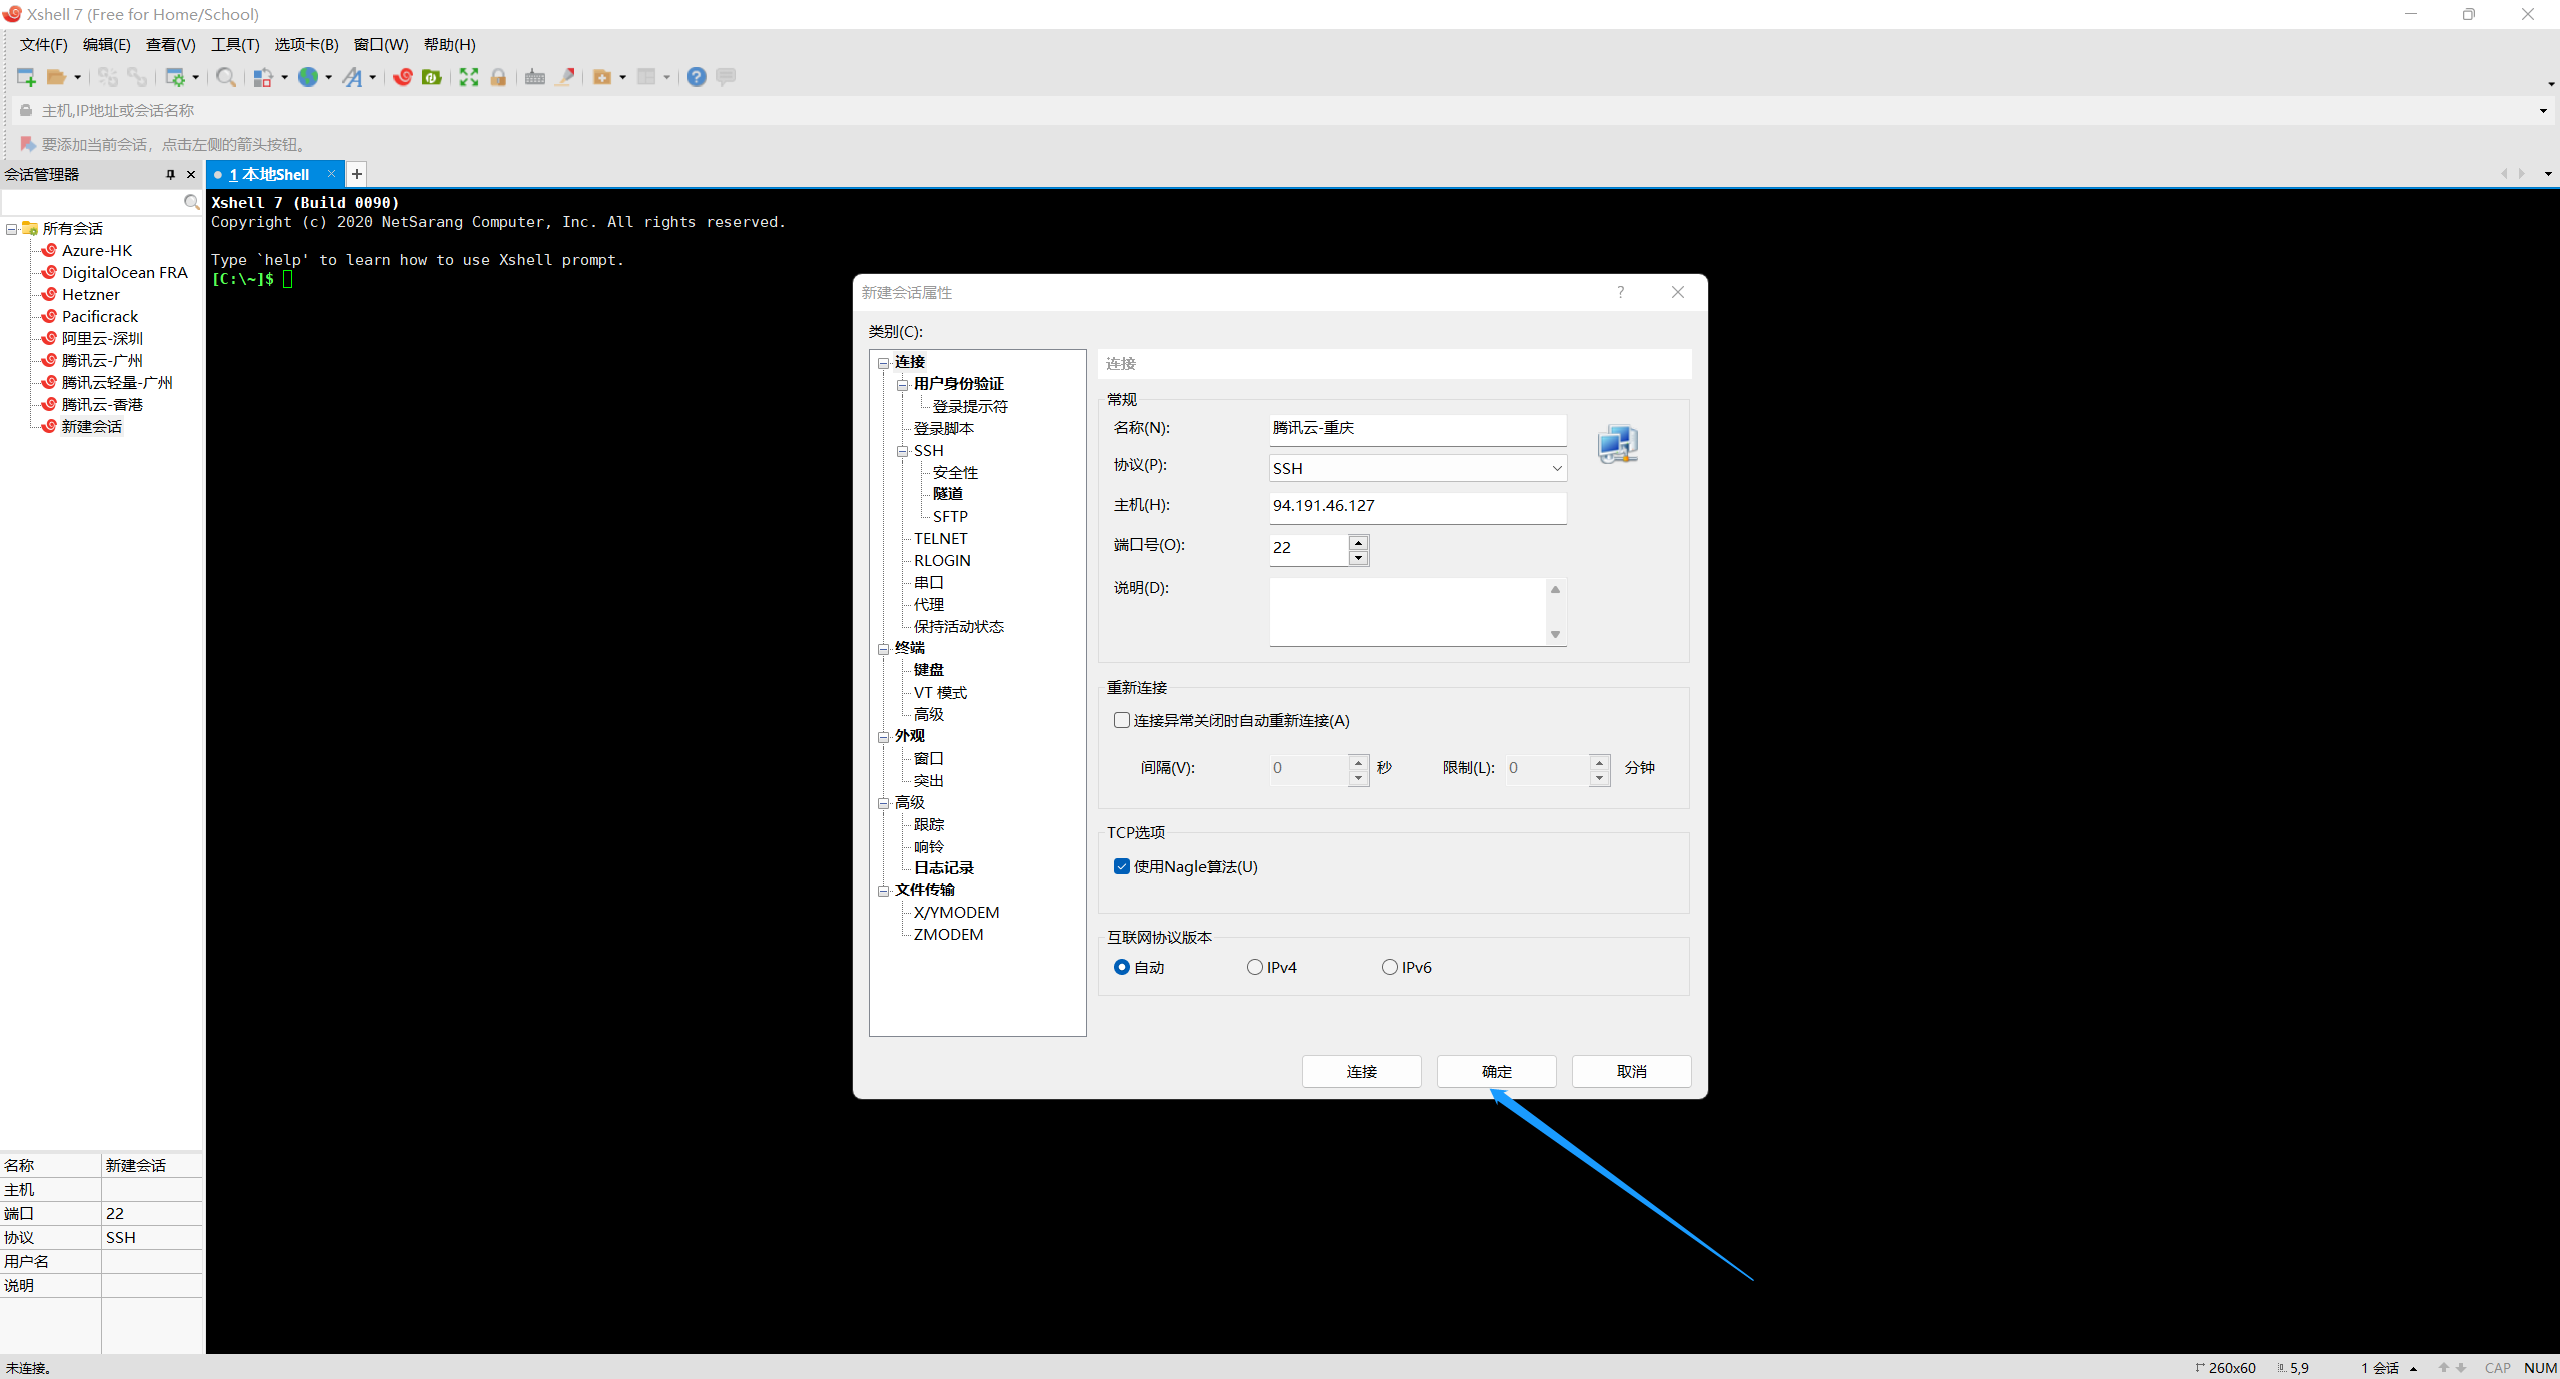 Xshell 7 (Free for Home/School)
文件(F) 编辑(E) 查看(V) 工具(T) 选项卡(B) 窗口(W) 帮助(H)
主机,IP地址或会话名称
要添加当前会话，点击左侧的箭头按钮。
会话管理器
1 本地Shell
所有会话
Azure-HK
DigitalOcean FRA
Hetzner
Pacificrack
阿里云-深圳
腾讯云-广州
腾讯云轻量-广州
腾讯云-香港
新建会话
名称 新建会话
主机
端口 22
协议 SSH
用户名
说明
Xshell 7 (Build 0090)
Copyright (c) 2020 NetSarang Computer, Inc. All rights reserved.
Type `help' to learn how to use Xshell prompt.
[C:\~]$
新建会话属性
类别(C):
连接
用户身份验证
登录提示符
登录脚本
SSH
安全性
隧道
SFTP
TELNET
RLOGIN
串口
代理
保持活动状态
终端
键盘
VT 模式
高级
外观
窗口
突出
高级
跟踪
响铃
日志记录
文件传输
X/YMODEM
ZMODEM
连接
常规
名称(N): 腾讯云-重庆
协议(P): SSH
主机(H): 94.191.46.127
端口号(O): 22
说明(D):
重新连接
连接异常关闭时自动重新连接(A)
间隔(V): 0 秒 限制(L): 0 分钟
TCP选项
使用Nagle算法(U)
互联网协议版本
自动 IPv4 IPv6
连接 确定 取消
未连接。 260x60 5,9 1 会话 CAP NUM